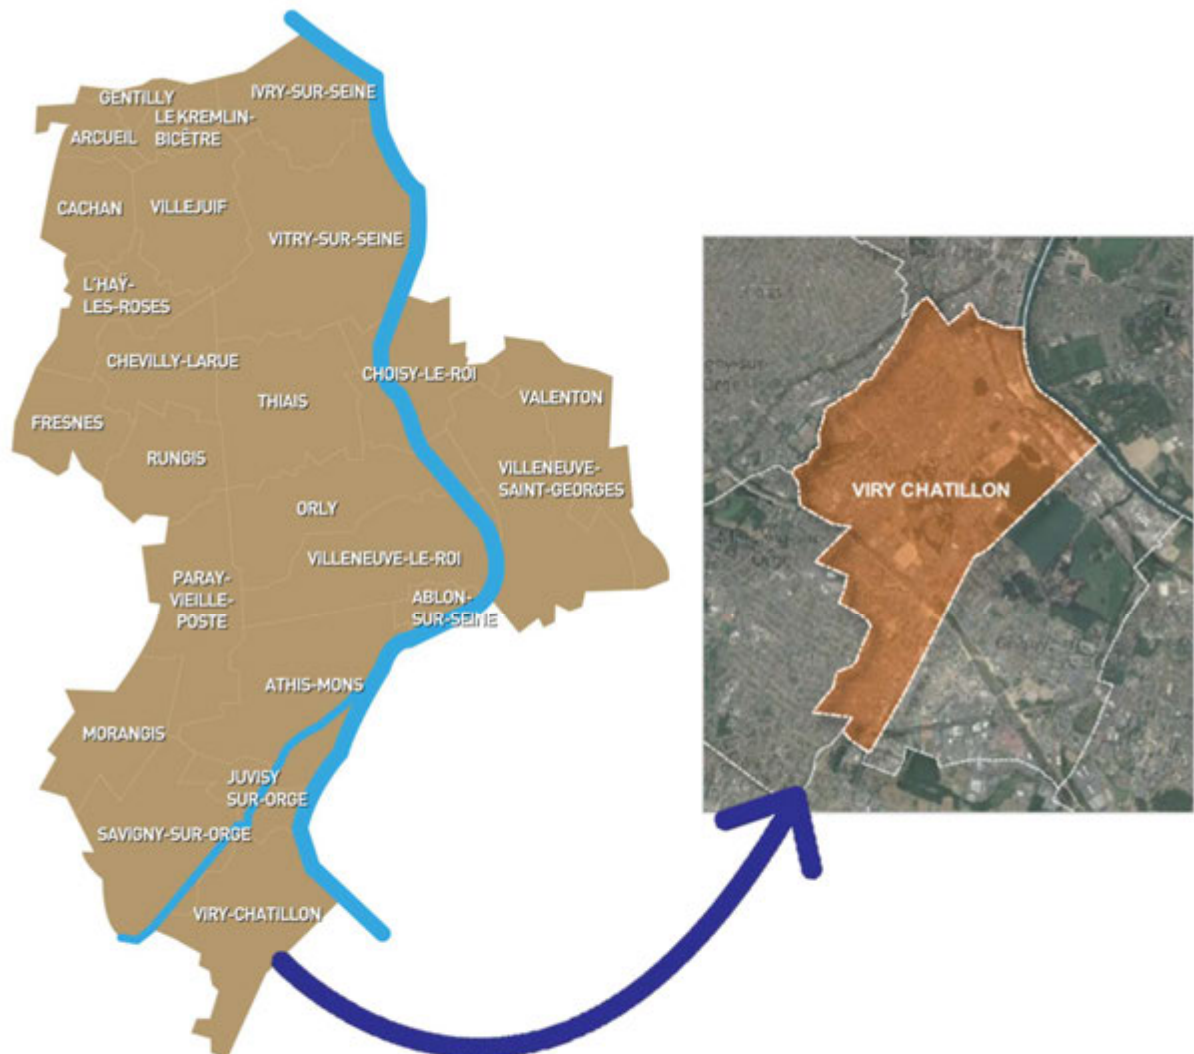 GENTILLY
IVRY-SUR-SEINE
LE KREMLIN-
BICÊTRE
ARCUEIL
CACHAN
VILLEJUIF
VITRY-SUR-SEINE
L'HAŸ-
LES-ROSES
CHEVILLY-LARUE
CHOISY-LE-ROI
THIAIS
VALENTON
FRESNES
RUNGIS
VILLENEUVE-
SAINT-GEORGES
ORLY
VILLENEUVE-LE-ROI
PARAY-
VIEILLE-
POSTE
ABLON-
SUR-SEINE
ATHIS-MONS
MORANGIS
JUVISY
SUR-ORGE
SAVIGNY-SUR-ORGE
VIRY-CHATILLON
VIRY CHATILLON